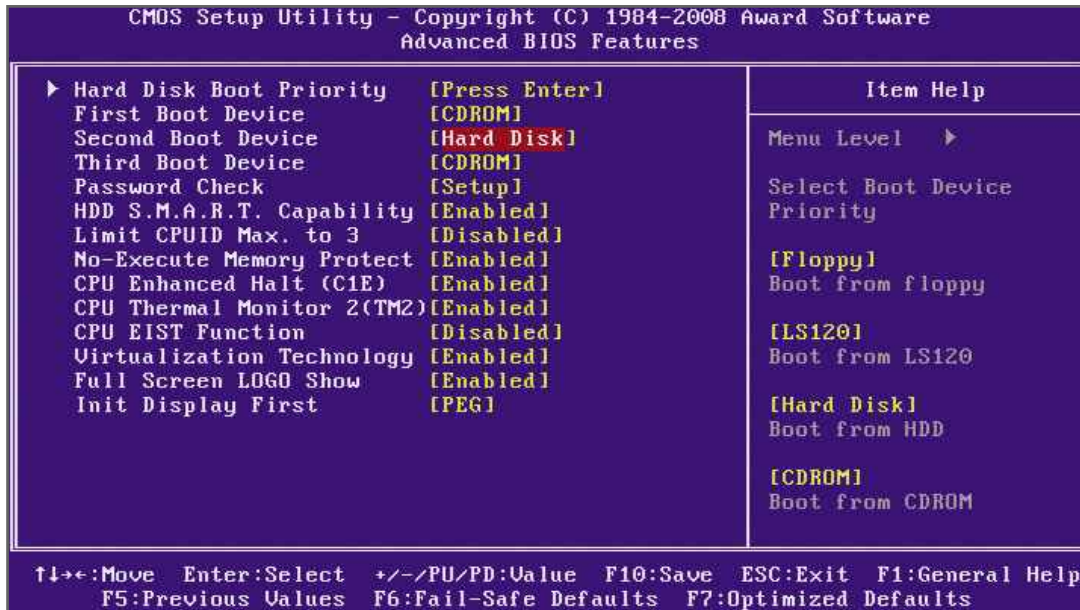 CMOS Setup Utility - Copyright (C) 1984-2008 Award Software
Advanced BIOS Features
▶ Hard Disk Boot Priority [Press Enter]
First Boot Device [CDROM]
Second Boot Device [Hard Disk]
Third Boot Device [CDROM]
Password Check [Setup]
HDD S.M.A.R.T. Capability [Enabled]
Limit CPUID Max. to 3 [Disabled]
No-Execute Memory Protect [Enabled]
CPU Enhanced Halt (C1E) [Enabled]
CPU Thermal Monitor 2(TM2)[Enabled]
CPU EIST Function [Disabled]
Virtualization Technology [Enabled]
Full Screen LOGO Show [Enabled]
Init Display First [PEG]
Item Help
Menu Level ▶
Select Boot Device
Priority
[Floppy]
Boot from floppy
[LS120]
Boot from LS120
[Hard Disk]
Boot from HDD
[CDROM]
Boot from CDROM
↑↓→←:Move Enter:Select +/-/PU/PD:Value F10:Save ESC:Exit F1:General Help
F5:Previous Values F6:Fail-Safe Defaults F7:Optimized Defaults